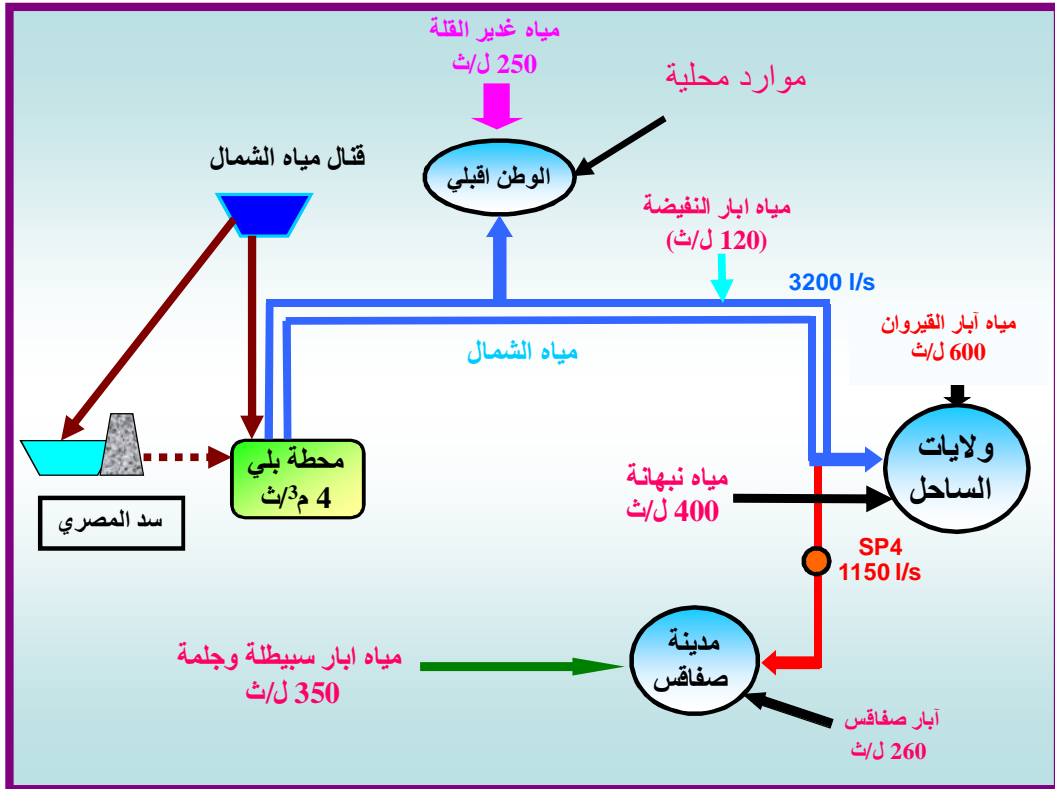 مياه غدير القلة
250 ل/ث
موارد محلية
قنال مياه الشمال
الوطن اقبلي
مياه ابار النفيضة
(120 ل/ث)
3200 l/s
مياه آبار القيروان
600 ل/ث
مياه الشمال
محطة بلي
4 م3/ث
سد المصري
ولايات
الساحل
مياه نبهانة
400 ل/ث
SP4
1150 l/s
مدينة
صفاقس
مياه ابار سبيطلة وجلمة
350 ل/ث
آبار صفاقس
260 ل/ث